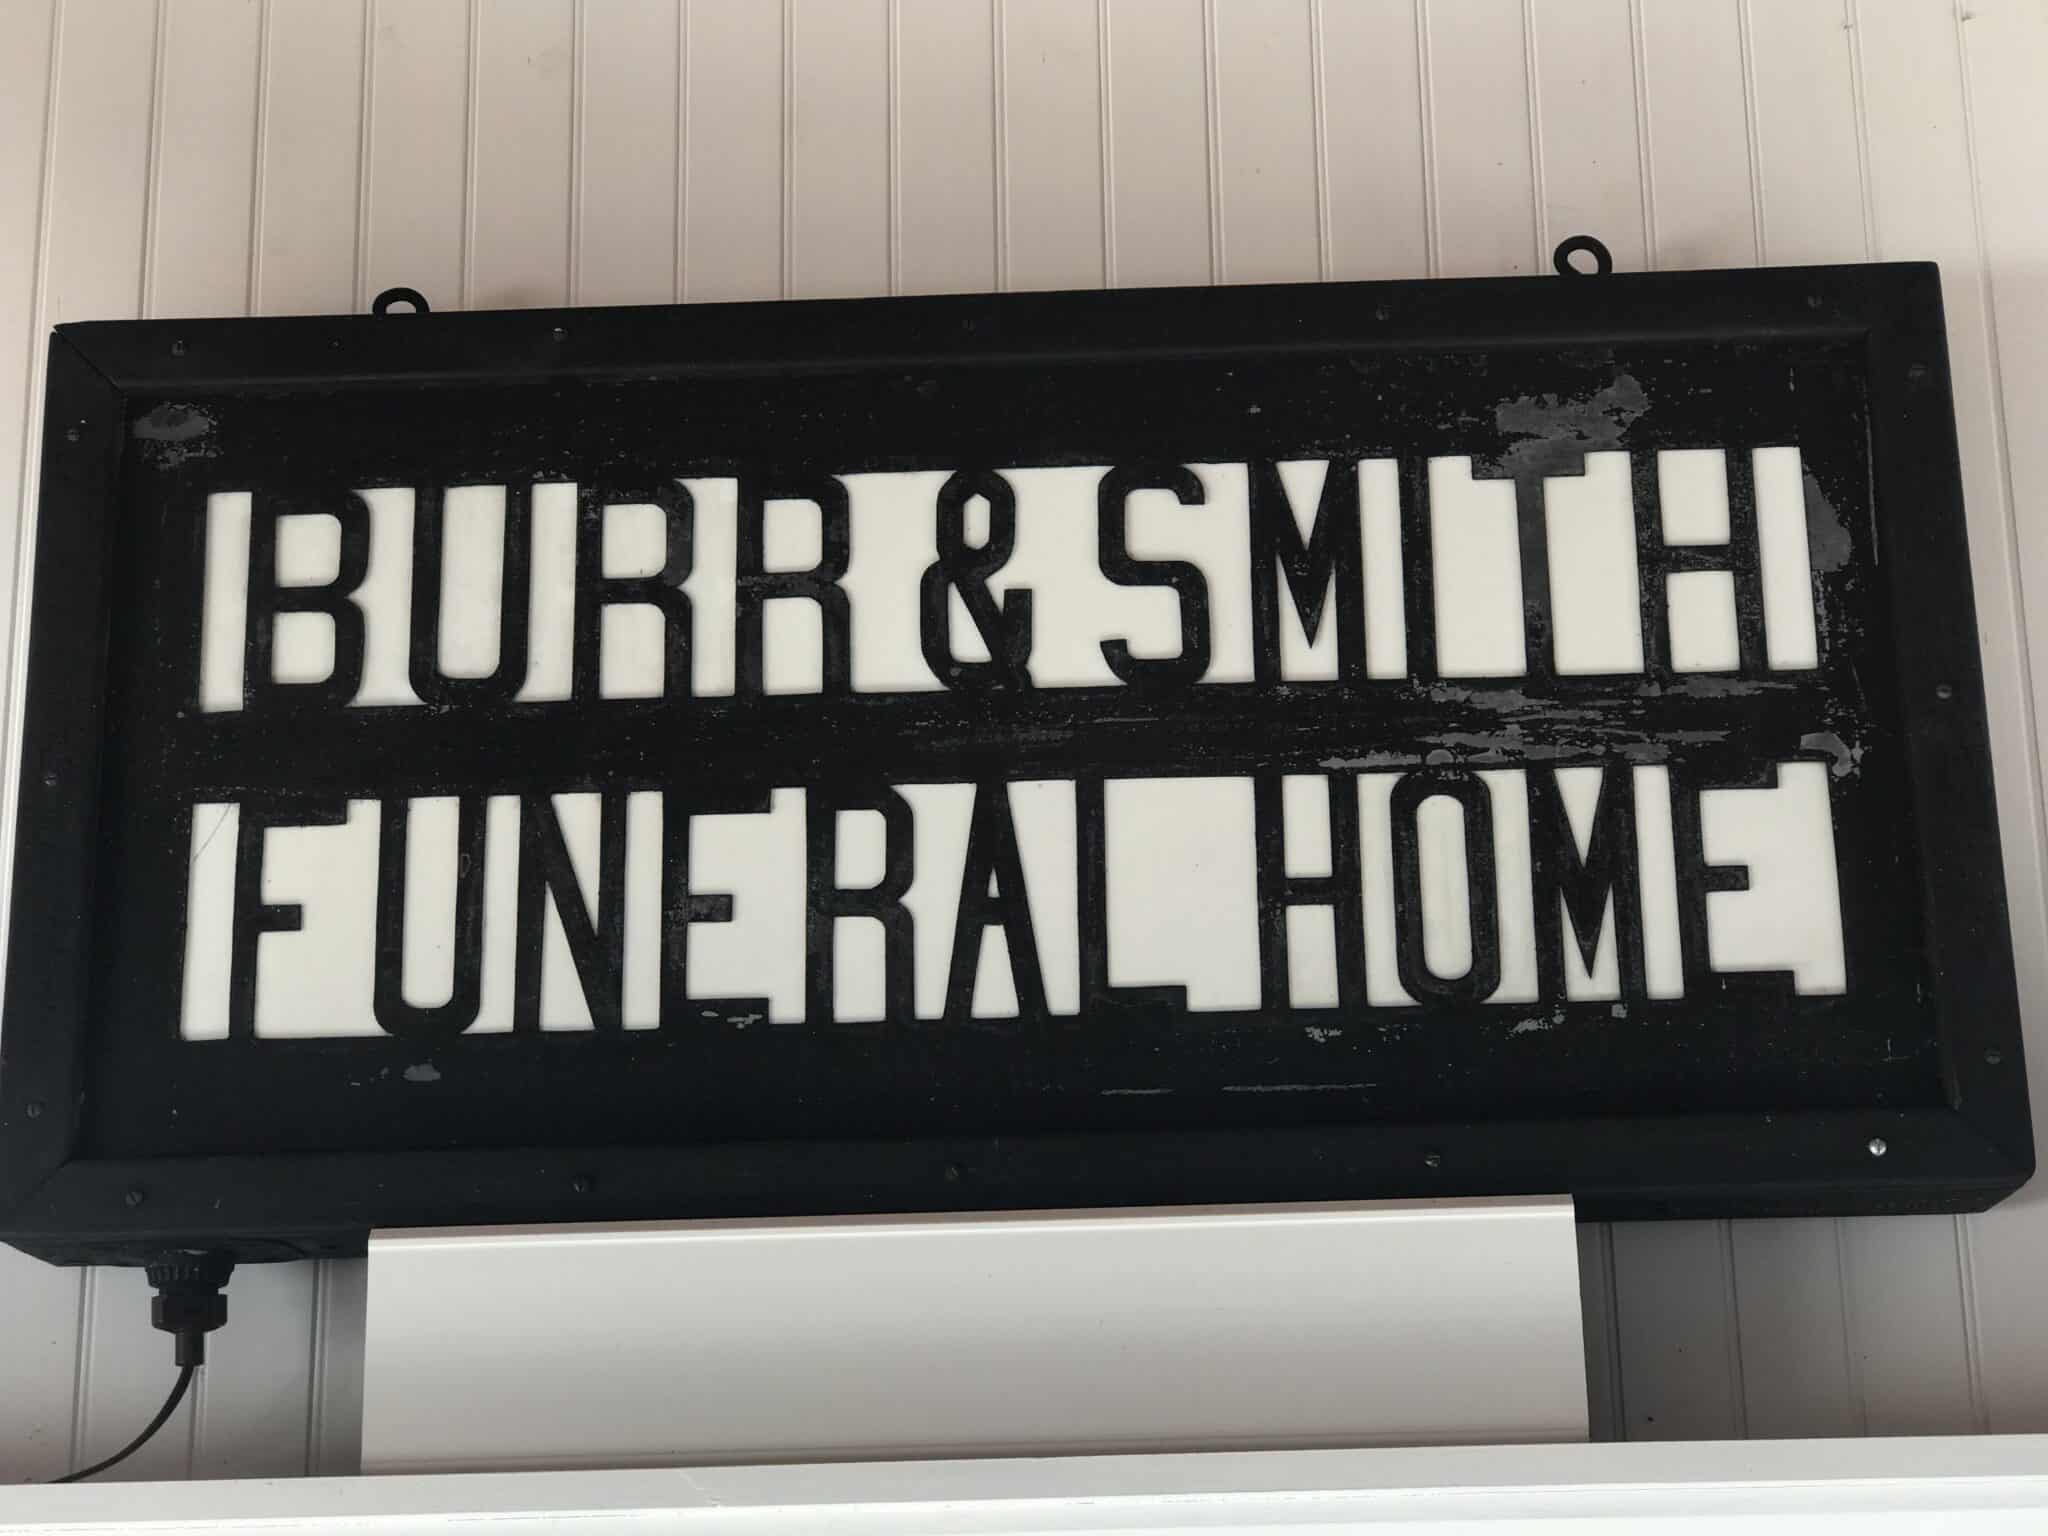 BURR & SMITH
FUNERAL HOME